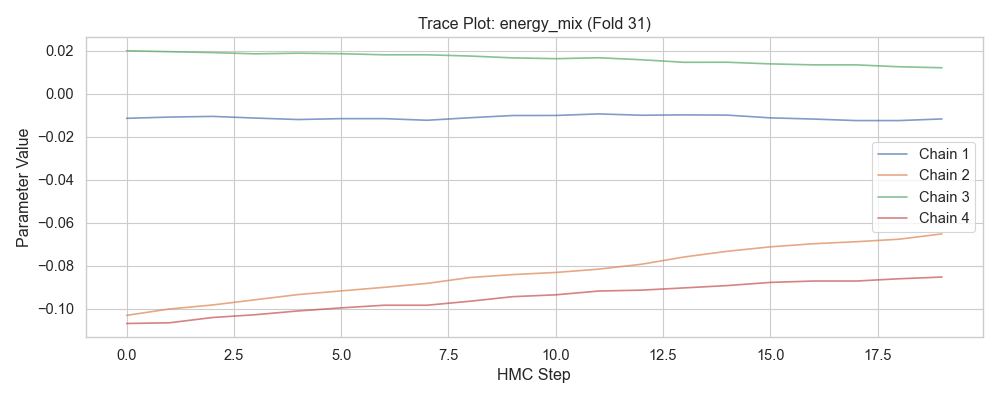 Trace Plot: energy_mix (Fold 31)
Parameter Value
0.02
0.00
−0.02
−0.04
−0.06
−0.08
−0.10
Chain 1
Chain 2
Chain 3
Chain 4
0.0 2.5 5.0 7.5 10.0 12.5 15.0 17.5
HMC Step